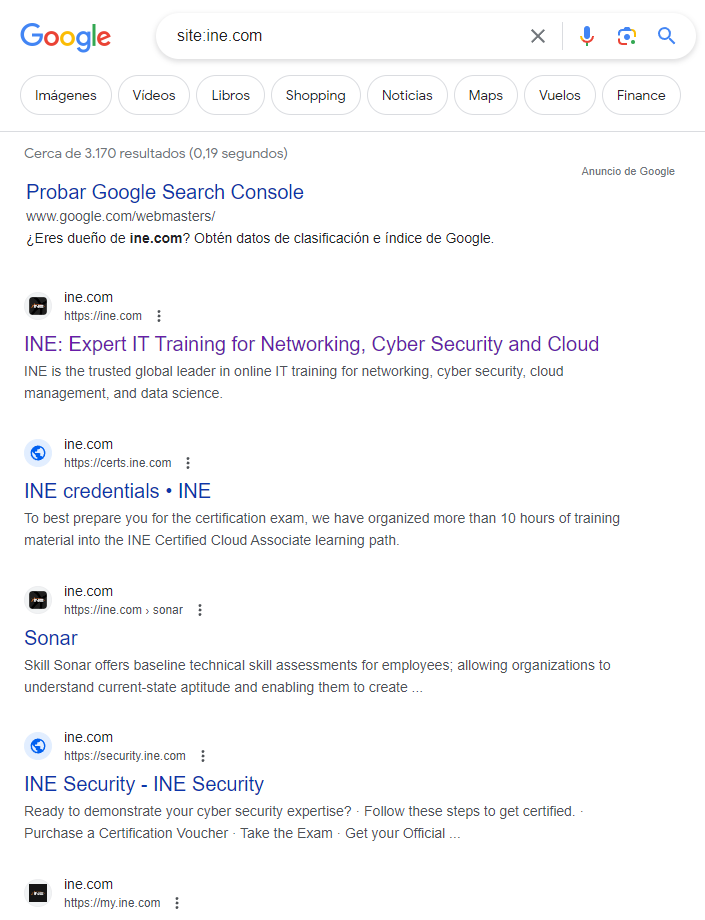 Google
site:ine.com
Imágenes
Vídeos
Libros
Shopping
Noticias
Maps
Vuelos
Finance
Cerca de 3.170 resultados (0,19 segundos)
Anuncio de Google
Probar Google Search Console
www.google.com/webmasters/
¿Eres dueño de ine.com? Obtén datos de clasificación e índice de Google.
ine.com
https://ine.com
INE: Expert IT Training for Networking, Cyber Security and Cloud
INE is the trusted global leader in online IT training for networking, cyber security, cloud
management, and data science.
ine.com
https://certs.ine.com
INE credentials • INE
To best prepare you for the certification exam, we have organized more than 10 hours of training
material into the INE Certified Cloud Associate learning path.
ine.com
https://ine.com › sonar
Sonar
Skill Sonar offers baseline technical skill assessments for employees; allowing organizations to
understand current-state aptitude and enabling them to create ...
ine.com
https://security.ine.com
INE Security - INE Security
Ready to demonstrate your cyber security expertise? · Follow these steps to get certified. ·
Purchase a Certification Voucher · Take the Exam · Get your Official ...
ine.com
https://my.ine.com